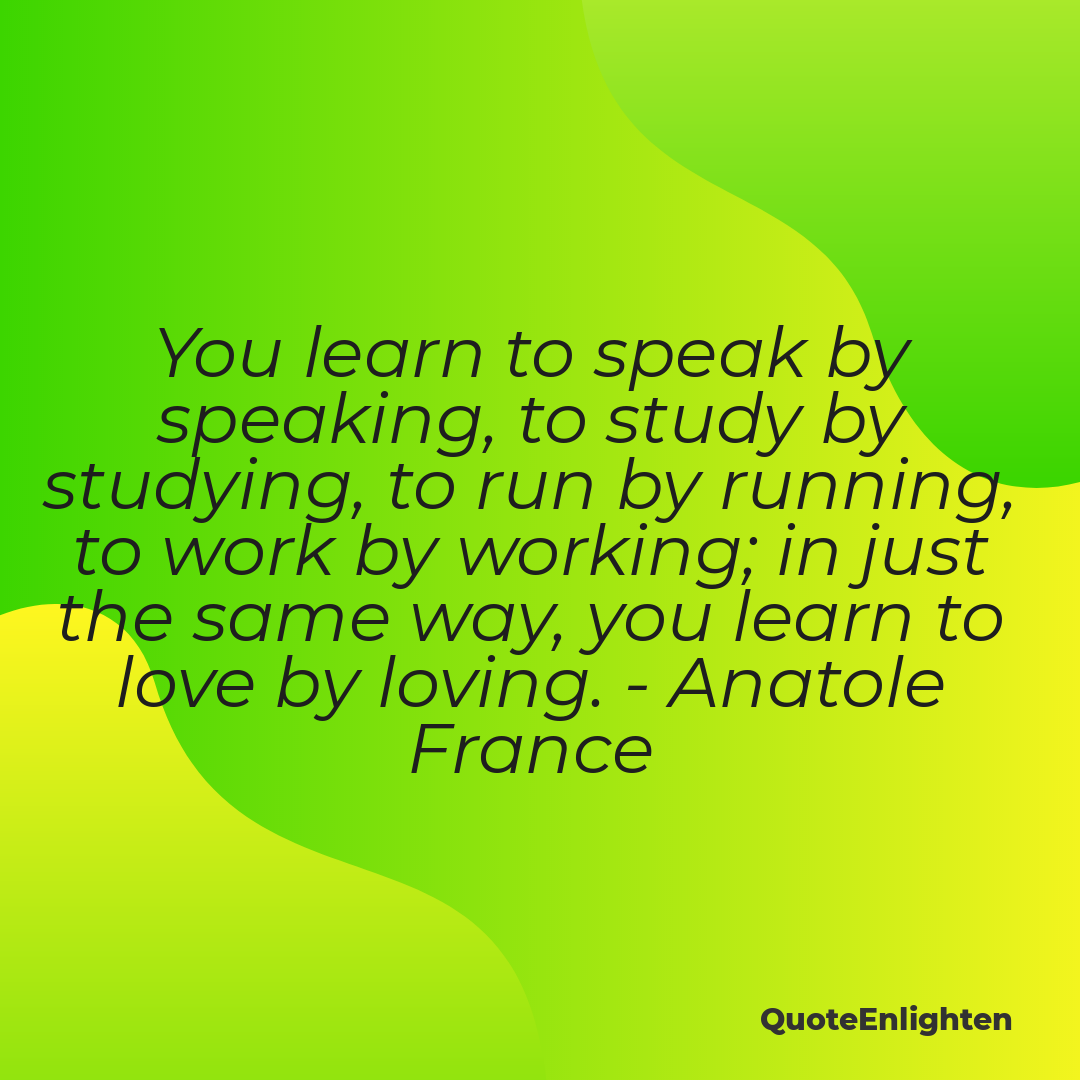 You learn to speak by
speaking, to study by
studying, to run by running,
to work by working; in just
the same way, you learn to
love by loving. - Anatole
France
QuoteEnlighten